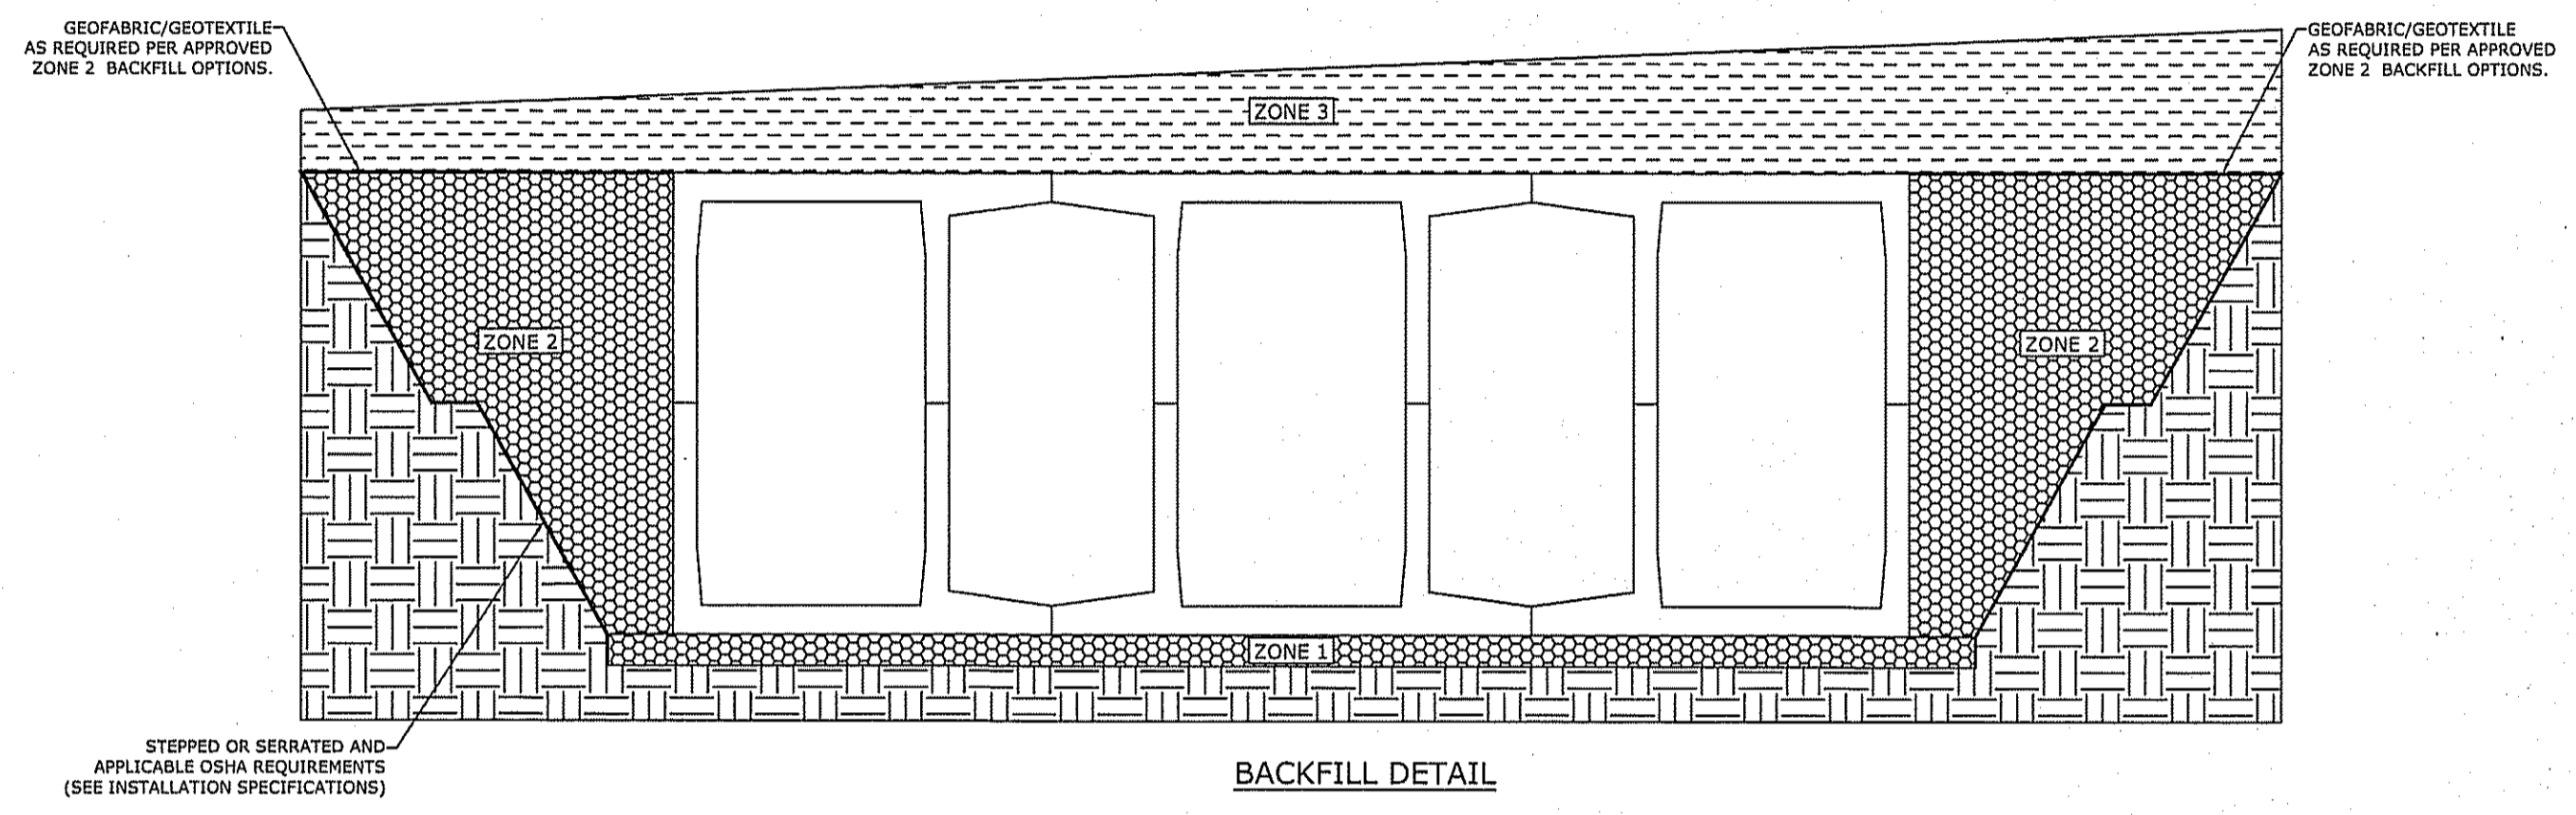 GEOFABRIC/GEOTEXTILE
AS REQUIRED PER APPROVED
ZONE 2 BACKFILL OPTIONS.
GEOFABRIC/GEOTEXTILE
AS REQUIRED PER APPROVED
ZONE 2 BACKFILL OPTIONS.
ZONE 3
ZONE 2
ZONE 2
ZONE 1
STEPPED OR SERRATED AND
APPLICABLE OSHA REQUIREMENTS
(SEE INSTALLATION SPECIFICATIONS)
BACKFILL DETAIL